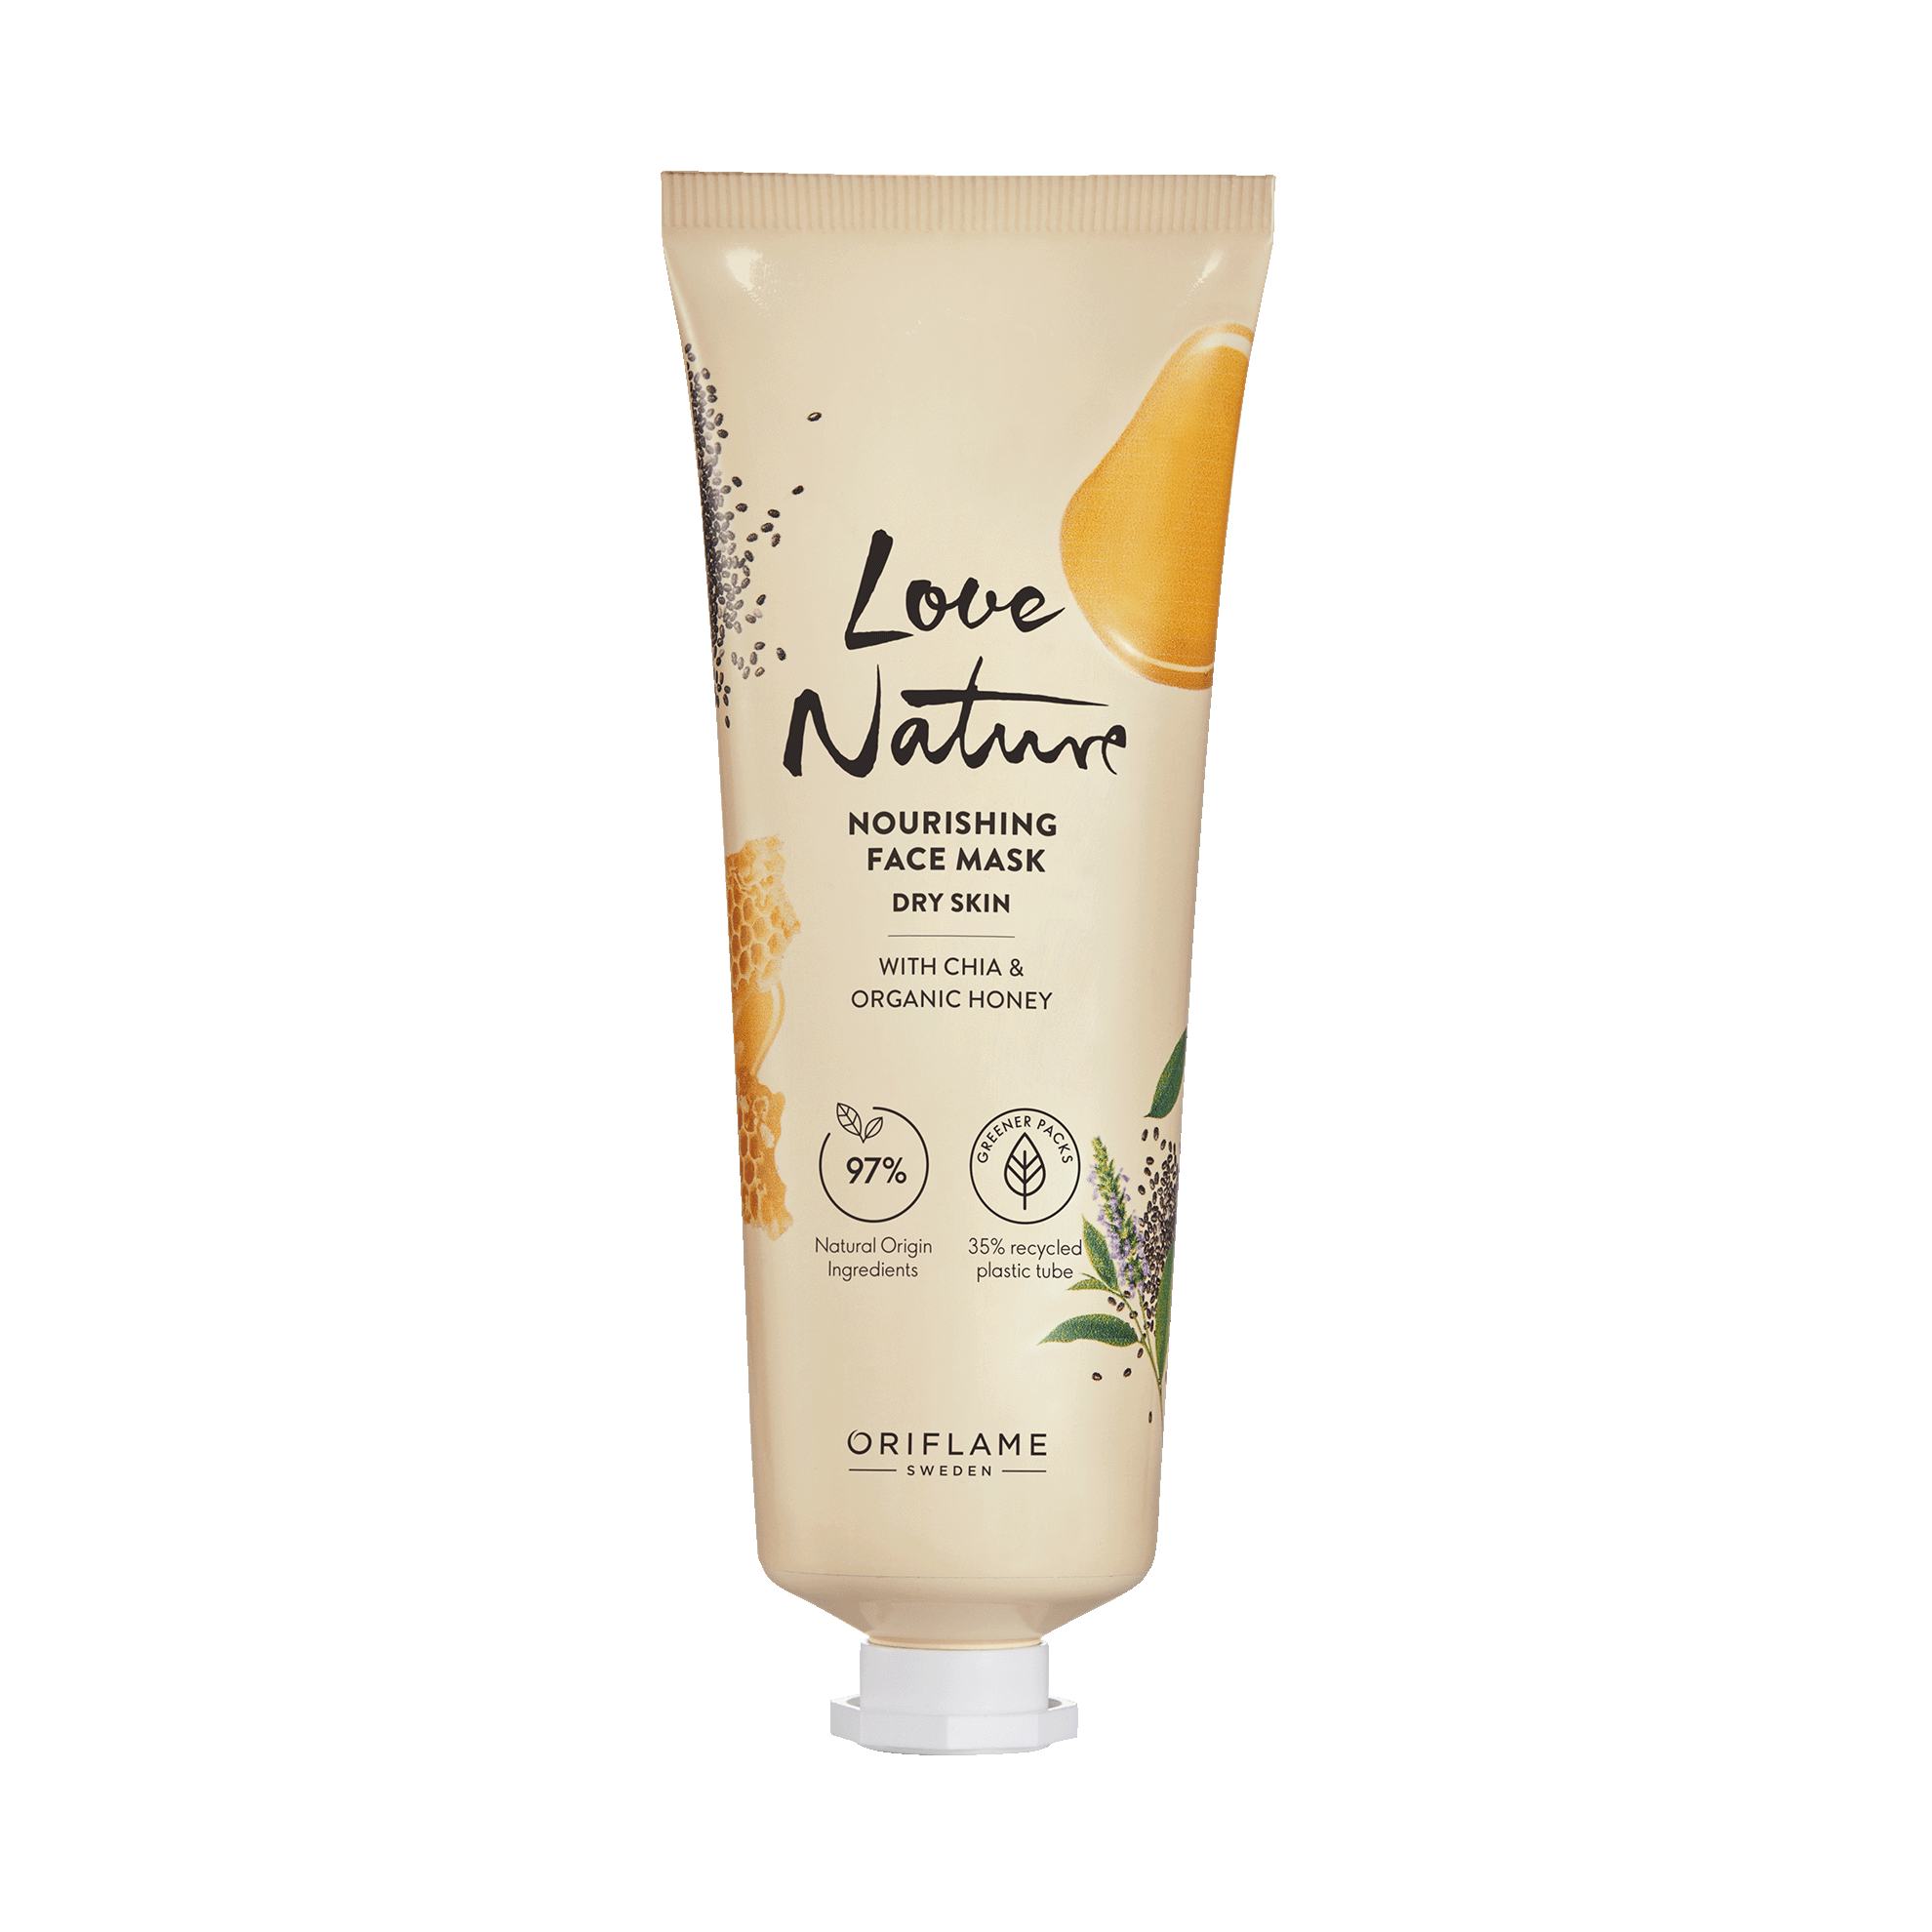 Love
Nature
NOURISHING
FACE MASK
DRY SKIN
WITH CHIA &
ORGANIC HONEY
97%
Natural Origin
Ingredients
GREENER PACKS
35% recycled
plastic tube
ORIFLAME
SWEDEN